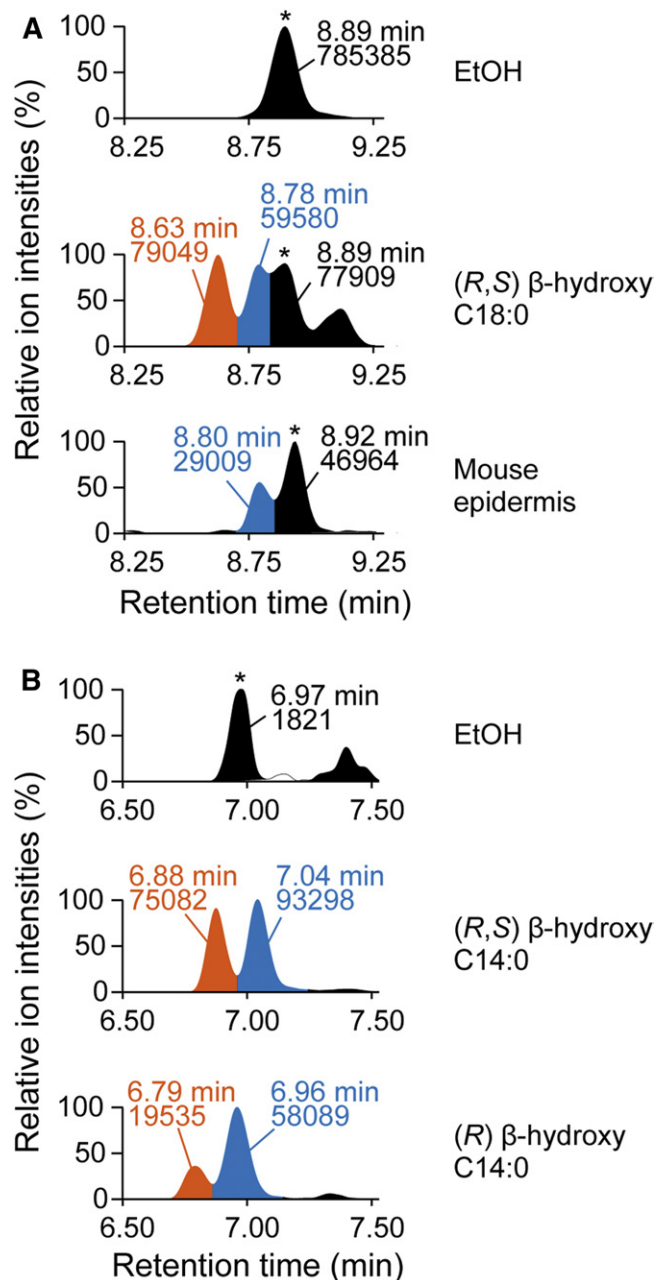 A
Relative ion intensities (%)
100
50
0
*
8.89 min
785385
8.25
8.75
9.25
EtOH
8.63 min
79049
8.78 min
59580
*
8.89 min
77909
100
50
0
8.25
8.75
9.25
(R,S) β-hydroxy
C18:0
8.80 min
29009
*
8.92 min
46964
100
50
0
8.25
8.75
9.25
Mouse
epidermis
Retention time (min)
B
Relative ion intensities (%)
100
50
0
*
6.97 min
1821
6.50
7.00
7.50
EtOH
6.88 min
75082
7.04 min
93298
100
50
0
6.50
7.00
7.50
(R,S) β-hydroxy
C14:0
6.79 min
19535
6.96 min
58089
100
50
0
6.50
7.00
7.50
(R) β-hydroxy
C14:0
Retention time (min)